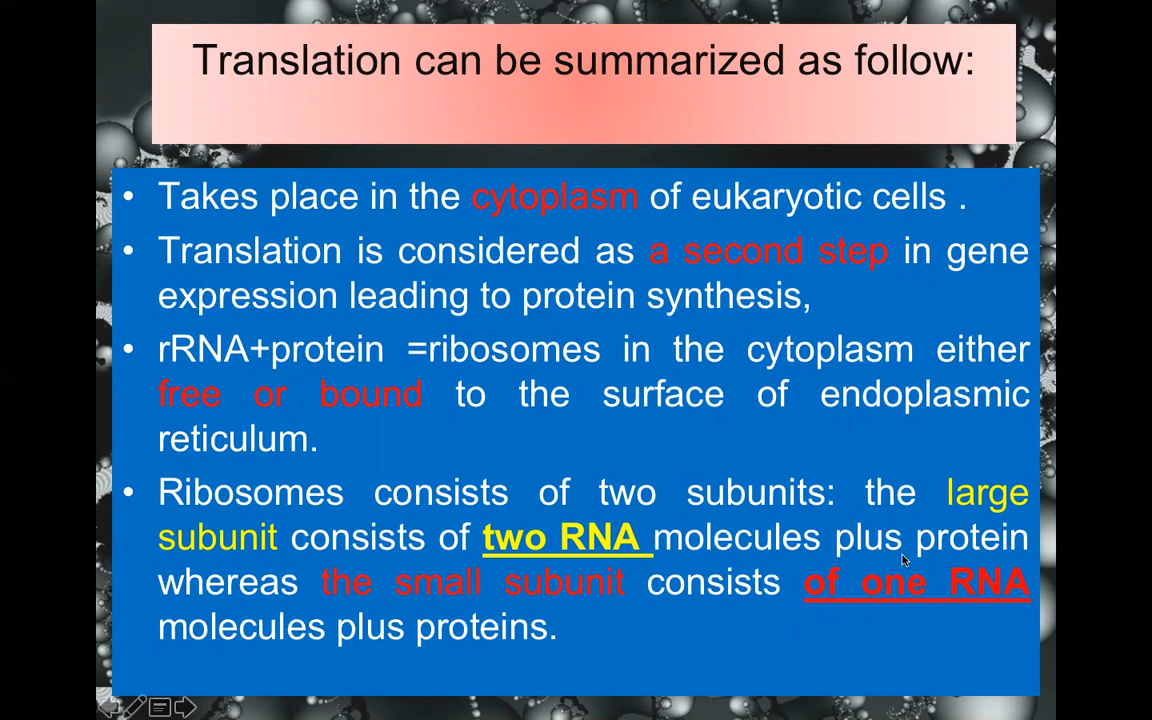 Translation can be summarized as follow:
• Takes place in the cytoplasm of eukaryotic cells .
• Translation is considered as a second step in gene
expression leading to protein synthesis,
• rRNA+protein =ribosomes in the cytoplasm either
free or bound to the surface of endoplasmic
reticulum.
• Ribosomes consists of two subunits: the large
subunit consists of two RNA molecules plus protein
whereas the small subunit consists of one RNA
molecules plus proteins.